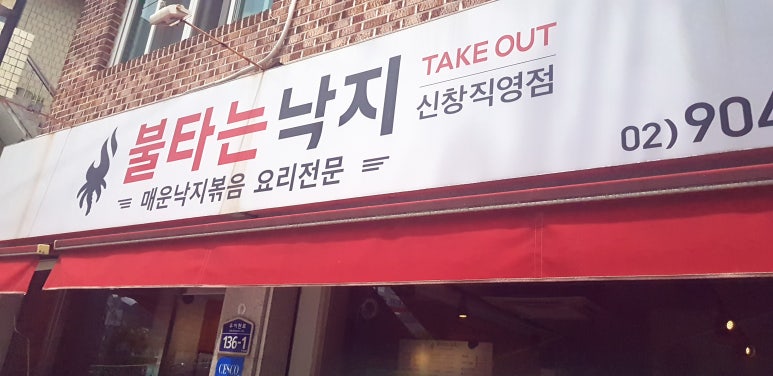 불타는낙지
TAKE OUT
신창직영점
매운낙지볶음 요리전문
02) 904
136-1
CESCO